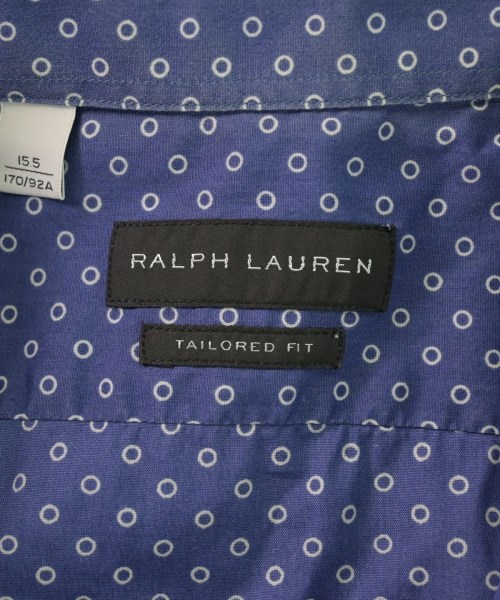 15.5
170/92A
RALPH LAUREN
TAILORED FIT